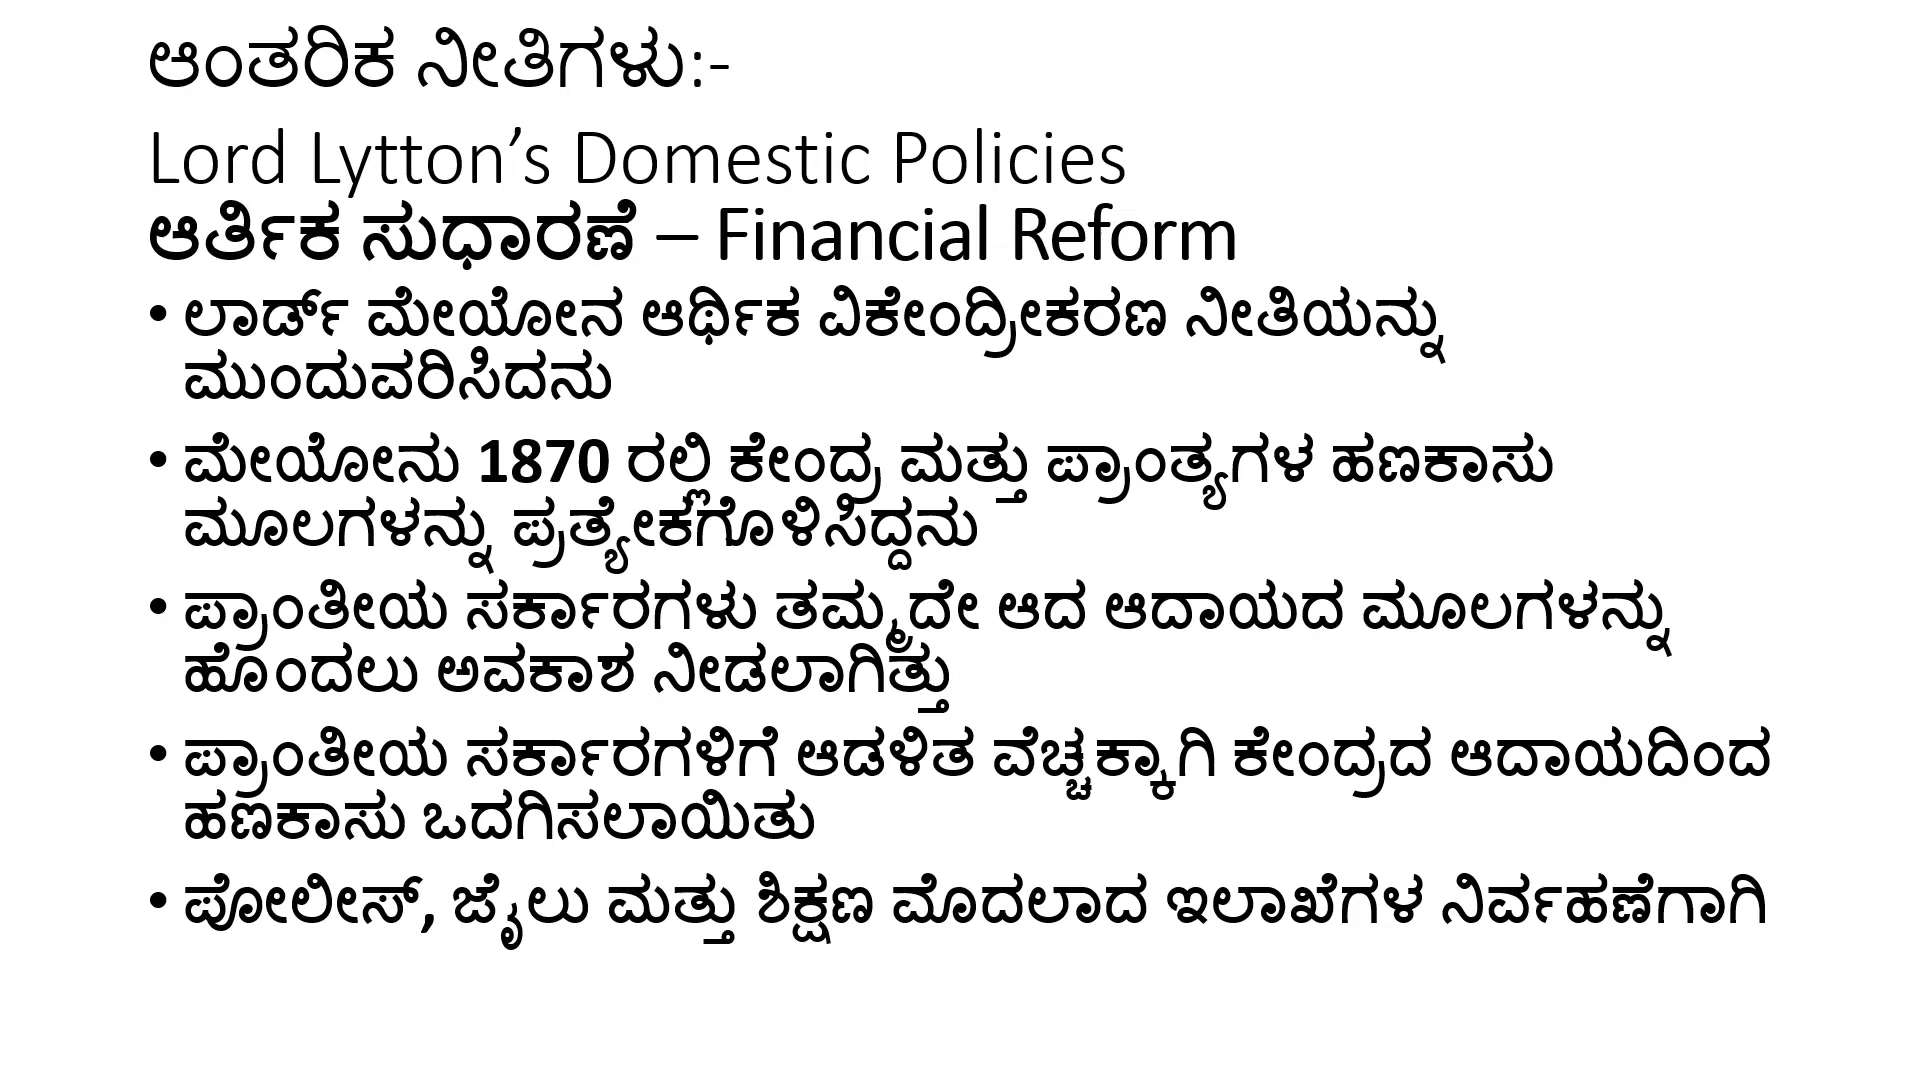 ಆಂತರಿಕ ನೀತಿಗಳು:-
Lord Lytton’s Domestic Policies
ಆರ್ತಿಕ ಸುಧಾರಣೆ – Financial Reform
• ಲಾರ್ಡ್ ಮೇಯೋನ ಆರ್ಥಿಕ ವಿಕೇಂದ್ರೀಕರಣ ನೀತಿಯನ್ನು
ಮುಂದುವರಿಸಿದನು
• ಮೇಯೋನು 1870 ರಲ್ಲಿ ಕೇಂದ್ರ ಮತ್ತು ಪ್ರಾಂತ್ಯಗಳ ಹಣಕಾಸು
ಮೂಲಗಳನ್ನು ಪ್ರತ್ಯೇಕಗೊಳಿಸಿದ್ದನು
• ಪ್ರಾಂತೀಯ ಸರ್ಕಾರಗಳು ತಮ್ಮದೇ ಆದ ಆದಾಯದ ಮೂಲಗಳನ್ನು
ಹೊಂದಲು ಅವಕಾಶ ನೀಡಲಾಗಿತ್ತು
• ಪ್ರಾಂತೀಯ ಸರ್ಕಾರಗಳಿಗೆ ಆಡಳಿತ ವೆಚ್ಚಕ್ಕಾಗಿ ಕೇಂದ್ರದ ಆದಾಯದಿಂದ
ಹಣಕಾಸು ಒದಗಿಸಲಾಯಿತು
• ಪೋಲೀಸ್, ಜೈಲು ಮತ್ತು ಶಿಕ್ಷಣ ಮೊದಲಾದ ಇಲಾಖೆಗಳ ನಿರ್ವಹಣೆಗಾಗಿ